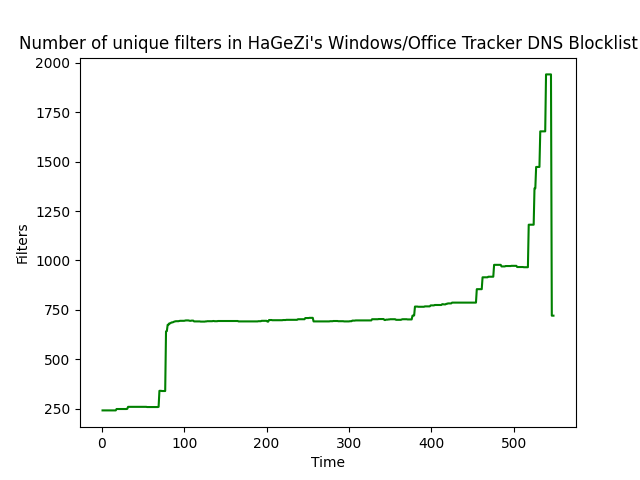 Number of unique filters in HaGeZi's Windows/Office Tracker DNS Blocklist
2000
1750
1500
1250
1000
750
500
250
Filters
0 100 200 300 400 500
Time